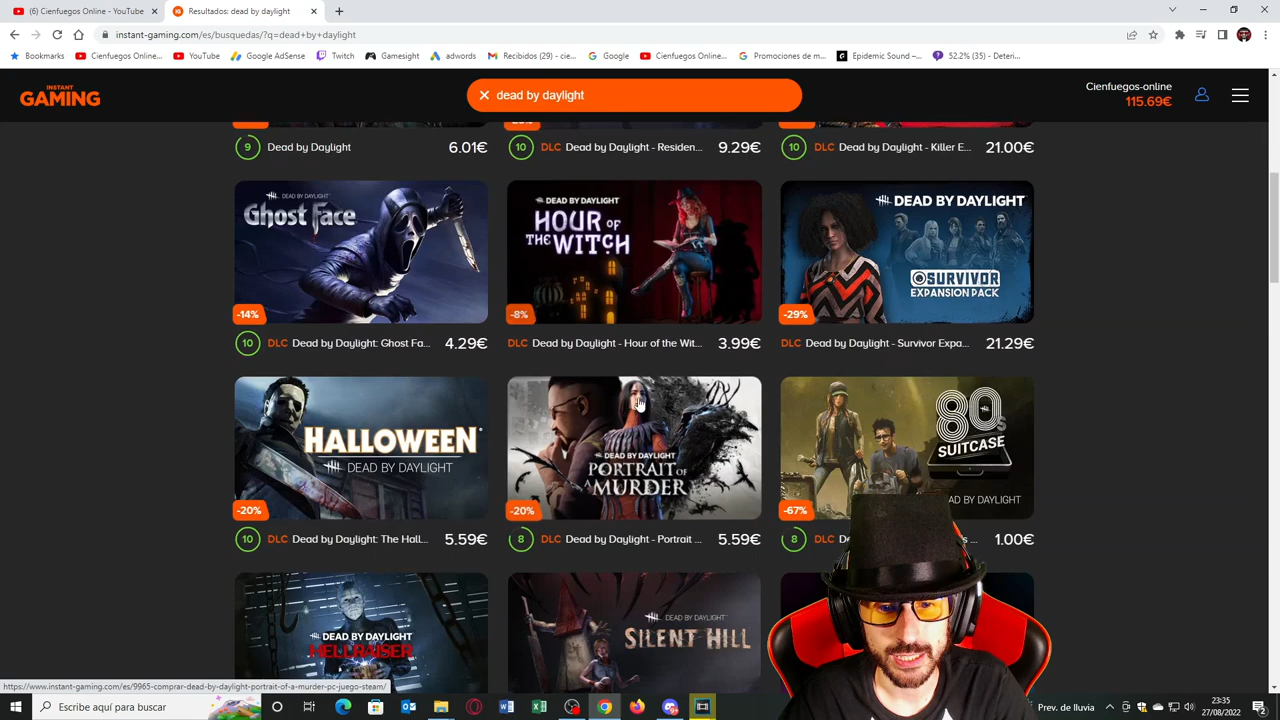 (6) Cienfuegos Online - YouTube
Resultados: dead by daylight
instant-gaming.com/es/busquedas/?q=dead+by+daylight
Bookmarks
Cienfuegos Online...
YouTube
Google AdSense
Twitch
Gamesight
adwords
Recibidos (29) - cie...
Google
Cienfuegos Online...
Promociones de m...
Epidemic Sound –...
52.2% (35) - Deteri...
INSTANT
GAMING
dead by daylight
Cienfuegos-online
115.69€
9 Dead by Daylight 6.01€
10 DLC Dead by Daylight - Residen... 9.29€
10 DLC Dead by Daylight - Killer E... 21.00€
DEAD BY DAYLIGHT
Ghost Face
-14%
DEAD BY DAYLIGHT
HOUR OF
THE WITCH
-8%
DEAD BY DAYLIGHT
SURVIVOR
EXPANSION PACK
-29%
10 DLC Dead by Daylight: Ghost Fa... 4.29€
DLC Dead by Daylight - Hour of the Wit... 3.99€
DLC Dead by Daylight - Survivor Expa... 21.29€
HALLOWEEN
DEAD BY DAYLIGHT
-20%
DEAD BY DAYLIGHT
PORTRAIT OF
A MURDER
-20%
80s
SUITCASE
AD BY DAYLIGHT
-67%
10 DLC Dead by Daylight: The Hall... 5.59€
8 DLC Dead by Daylight - Portrait ... 5.59€
8 DLC 1.00€
DEAD BY DAYLIGHT
HELLRAISER
DEAD BY DAYLIGHT
SILENT HILL
https://www.instant-gaming.com/es/9965-comprar-dead-by-daylight-portrait-of-a-murder-pc-juego-steam/
Escribe aquí para buscar
Prev. de lluvia
23:35
27/08/2022
2